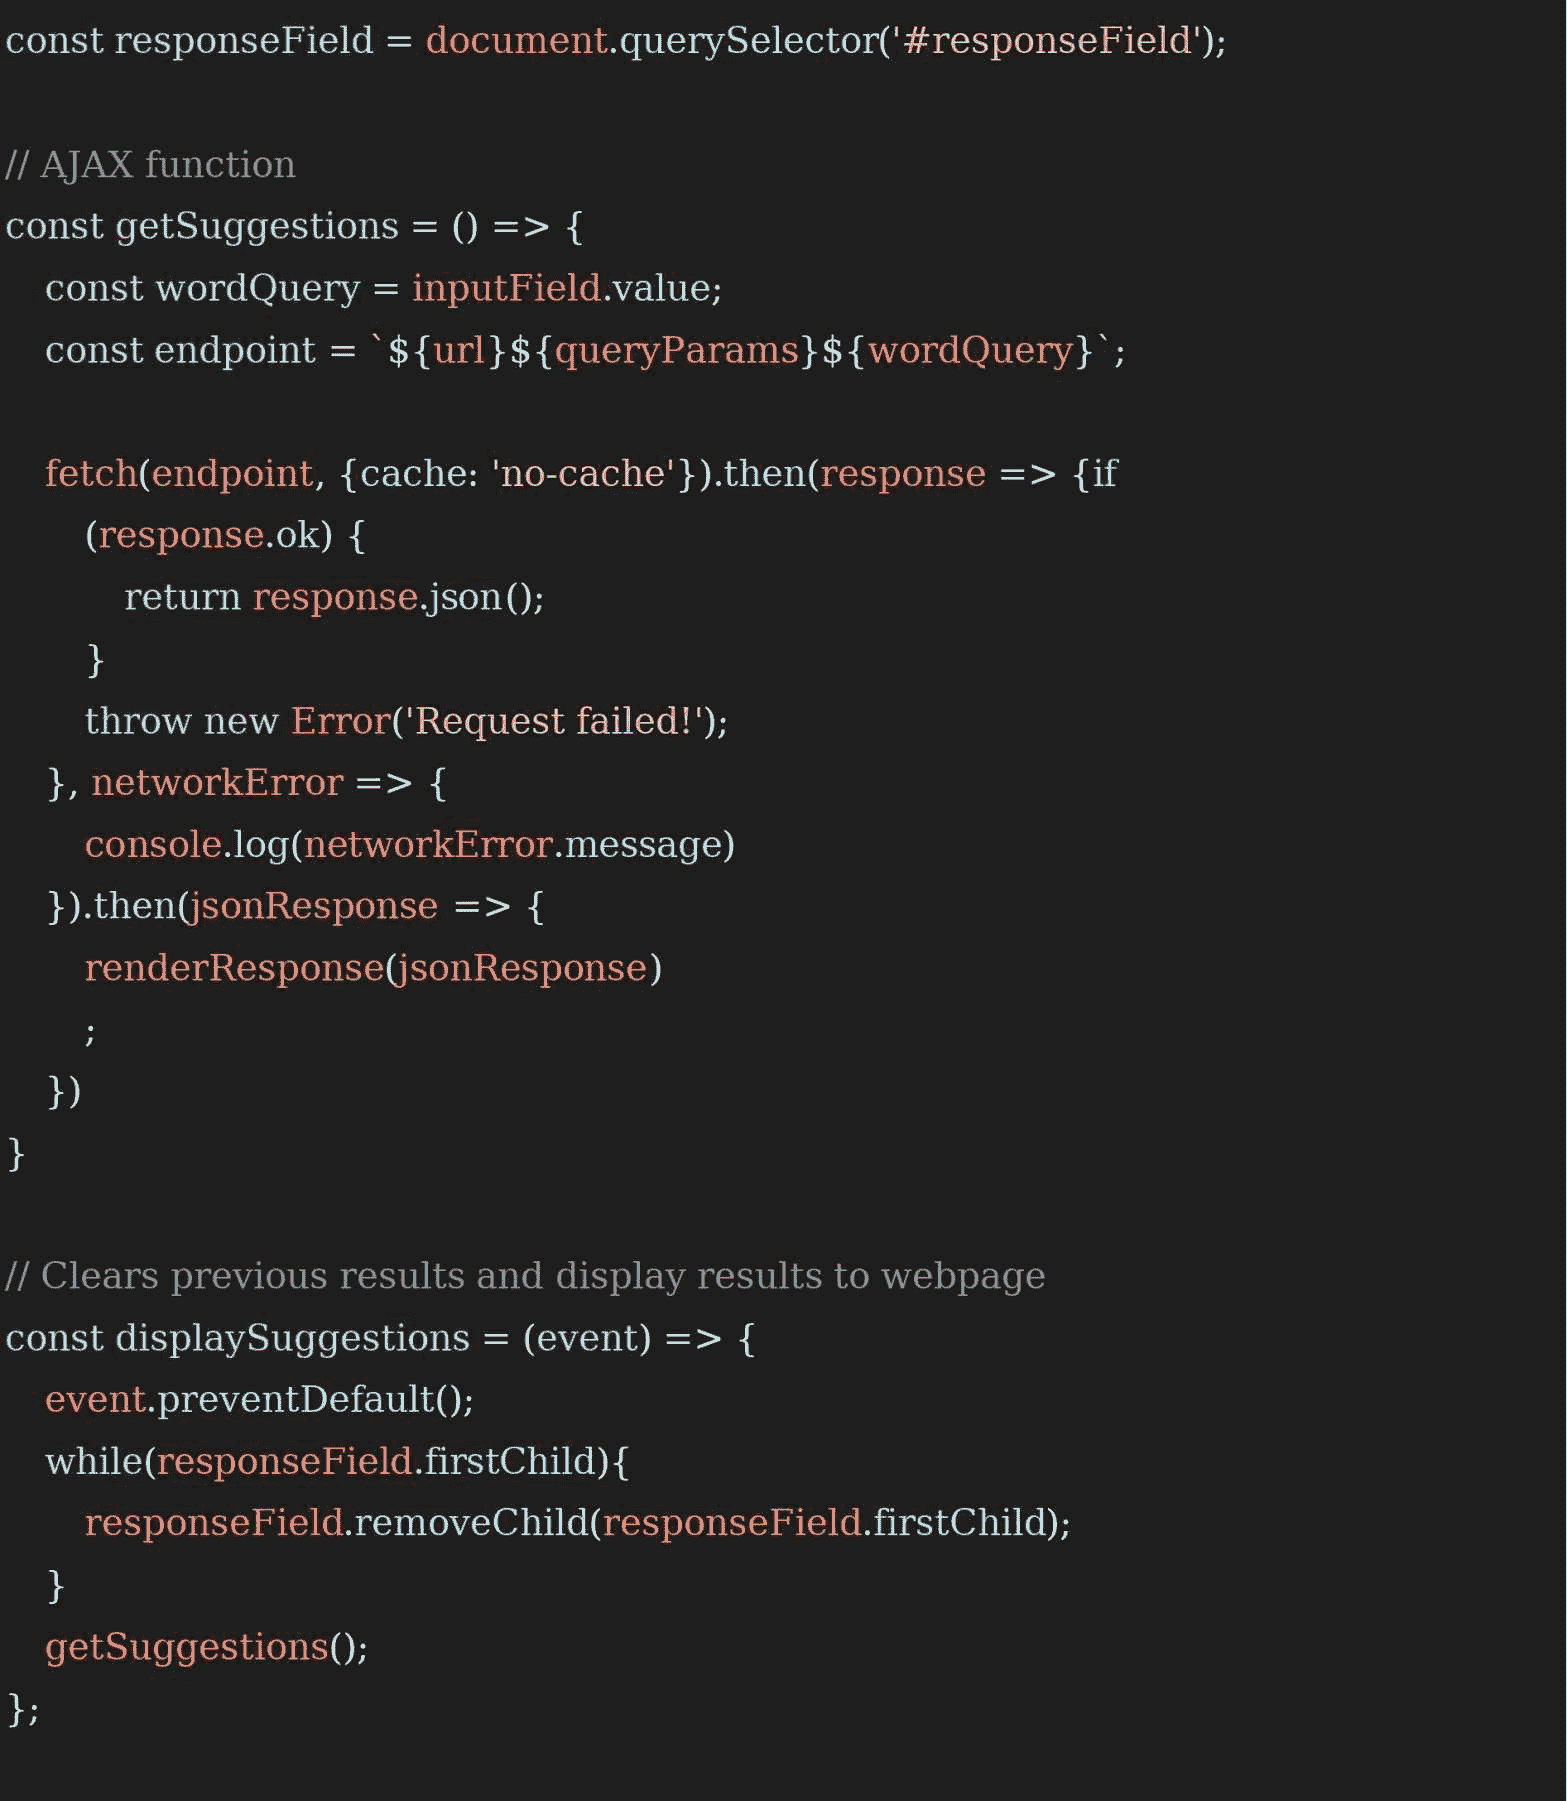 const responseField = document.querySelector('#responseField');
// AJAX function
const getSuggestions = () => {
const wordQuery = inputField.value;
const endpoint = `${url}${queryParams}${wordQuery}`;
fetch(endpoint, {cache: 'no-cache'}).then(response => {if
(response.ok) {
return response.json();
}
throw new Error('Request failed!');
}, networkError => {
console.log(networkError.message)
}).then(jsonResponse => {
renderResponse(jsonResponse)
;
})
}
// Clears previous results and display results to webpage
const displaySuggestions = (event) => {
event.preventDefault();
while(responseField.firstChild){
responseField.removeChild(responseField.firstChild);
}
getSuggestions();
};